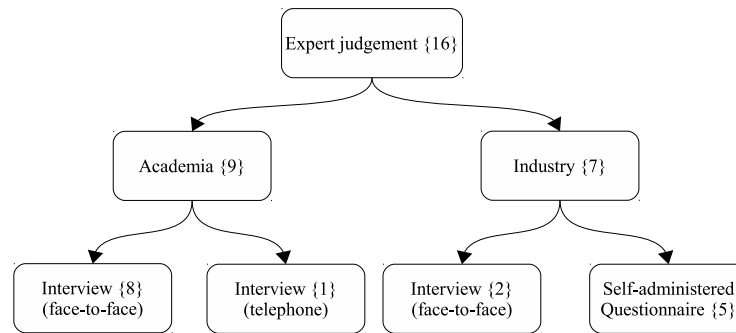 Expert judgement {16}
Academia {9}
Industry {7}
Interview {8}
(face-to-face)
Interview {1}
(telephone)
Interview {2}
(face-to-face)
Self-administered
Questionnaire {5}